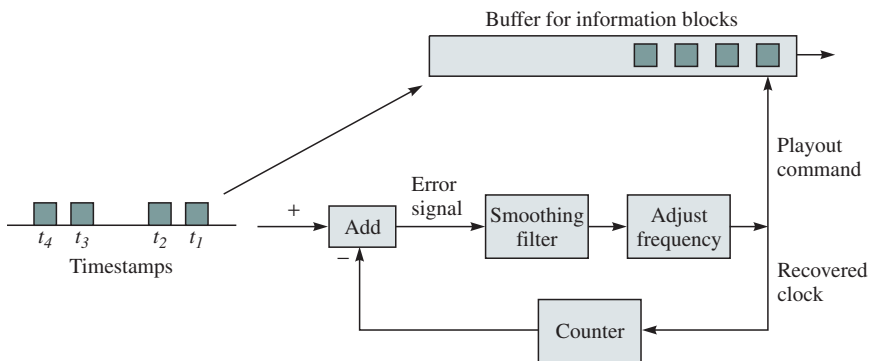 Buffer for information blocks
Playout
command
Error
signal
+
Add
Smoothing
filter
Adjust
frequency
t4 t3 t2 t1
−
Timestamps
Recovered
clock
Counter